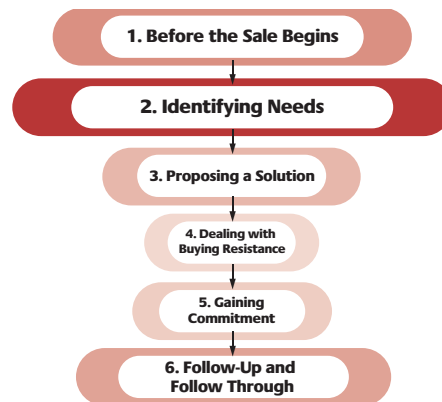 1. Before the Sale Begins
2. Identifying Needs
3. Proposing a Solution
4. Dealing with
Buying Resistance
5. Gaining
Commitment
6. Follow-Up and
Follow Through